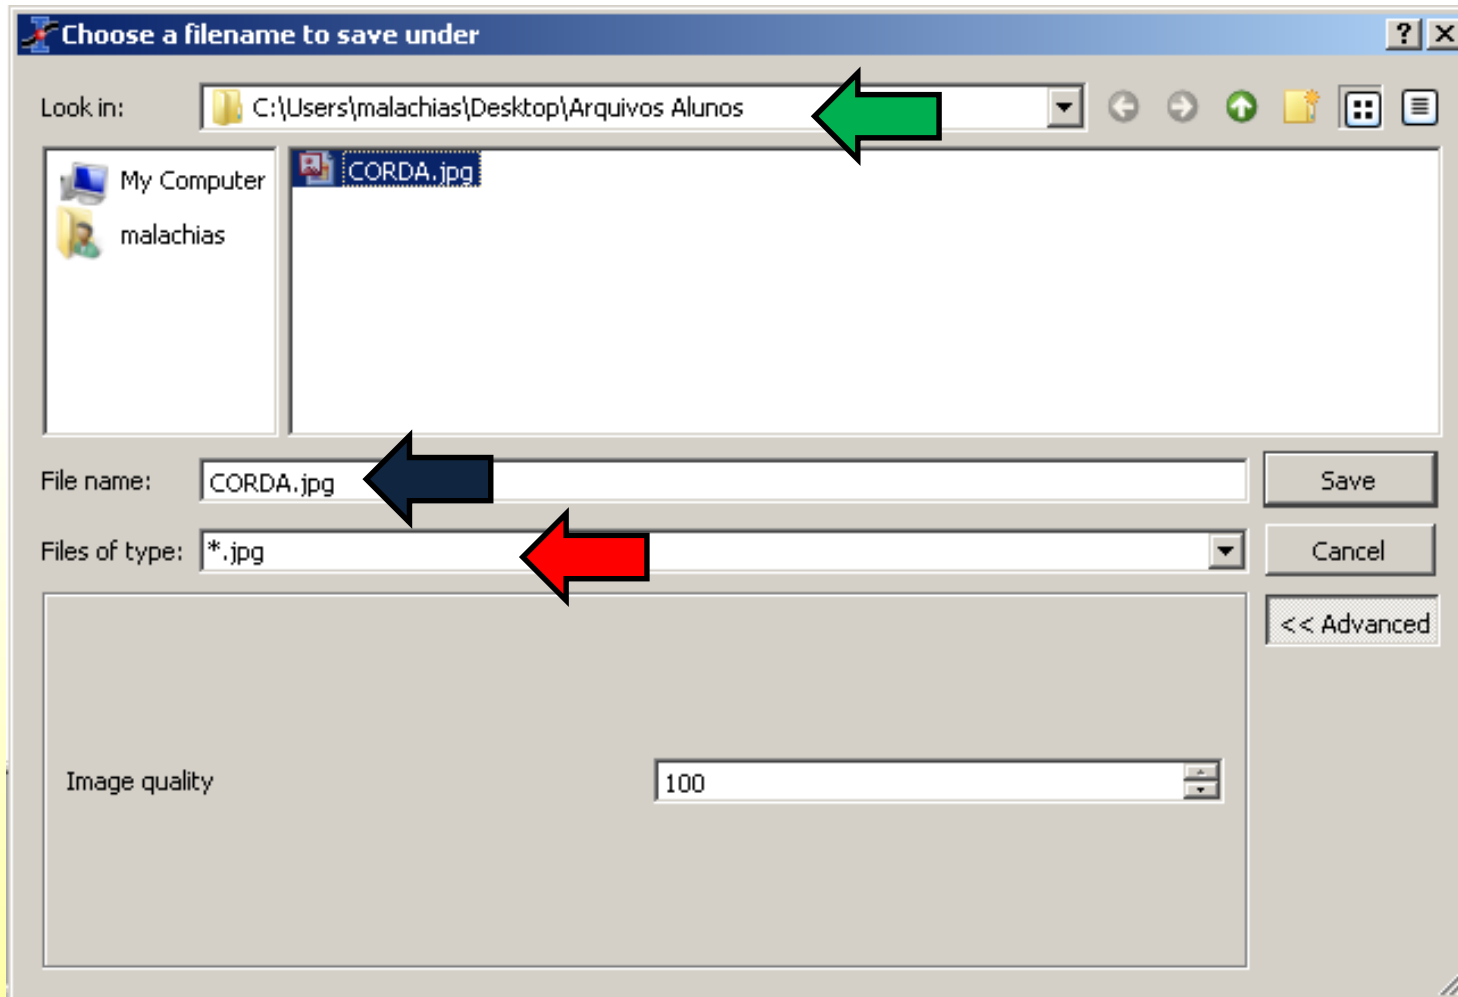 Choose a filename to save under
Look in: C:\Users\malachias\Desktop\Arquivos Alunos
My Computer
malachias
CORDA.jpg
File name: CORDA.jpg Save
Files of type: *.jpg Cancel
<< Advanced
Image quality 100